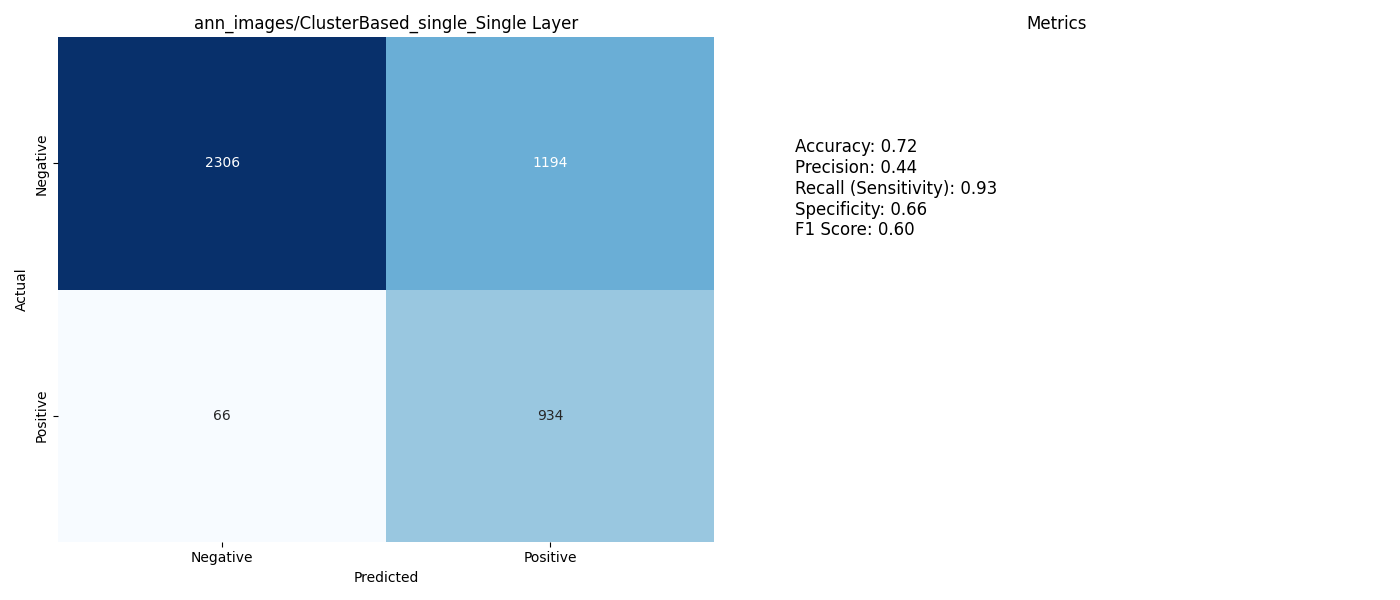 ann_images/ClusterBased_single_Single Layer
Metrics
Negative
2306
1194
Accuracy: 0.72
Precision: 0.44
Recall (Sensitivity): 0.93
Specificity: 0.66
F1 Score: 0.60
Actual
Positive
66
934
Negative
Positive
Predicted